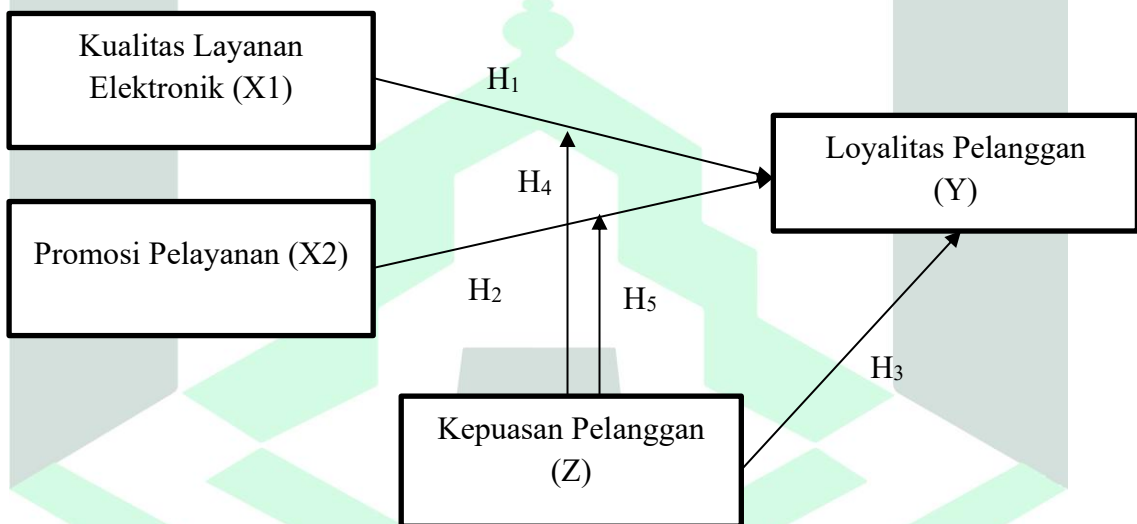 Kualitas Layanan
Elektronik (X1)
H₁
Loyalitas Pelanggan
(Y)
H₄
Promosi Pelayanan (X2)
H₂
H₅
H₃
Kepuasan Pelanggan
(Z)